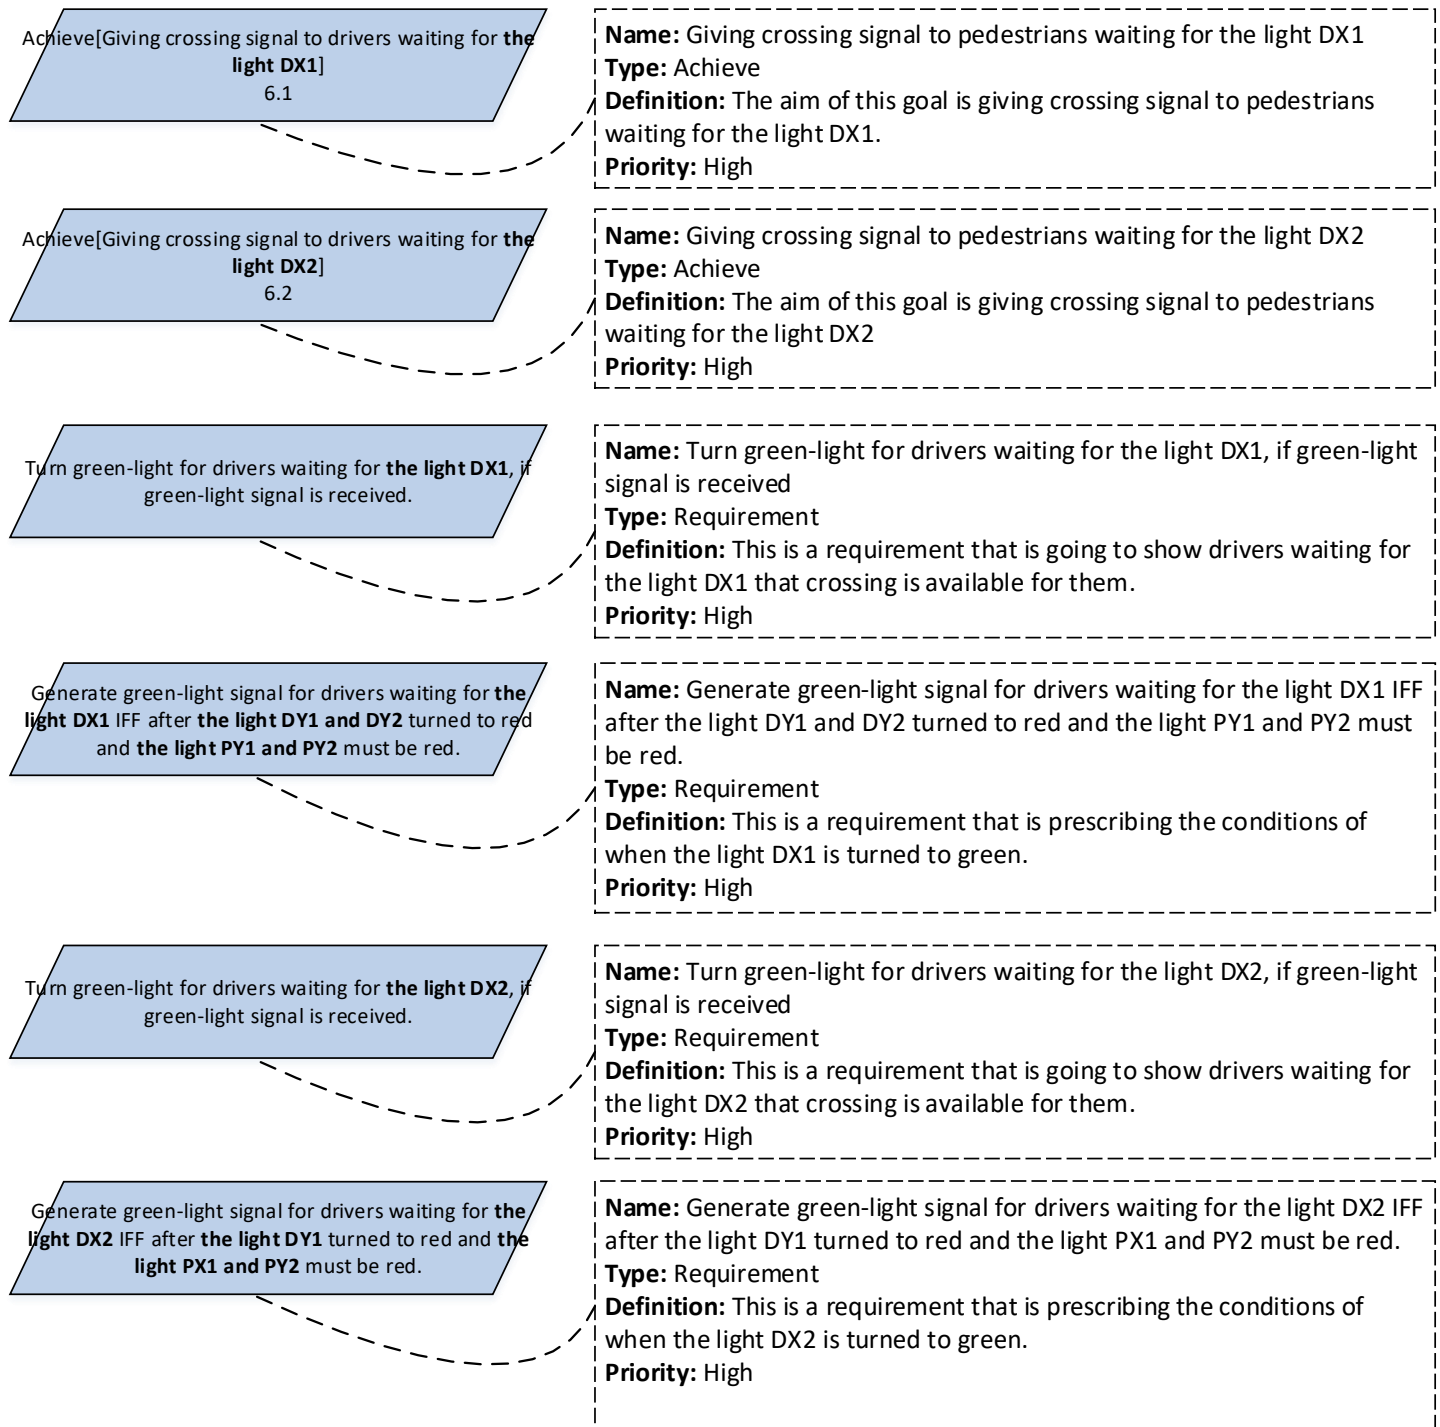 Achieve[Giving crossing signal to drivers waiting for the
light DX1]
6.1
Name: Giving crossing signal to pedestrians waiting for the light DX1
Type: Achieve
Definition: The aim of this goal is giving crossing signal to pedestrians
waiting for the light DX1.
Priority: High
Achieve[Giving crossing signal to drivers waiting for the
light DX2]
6.2
Name: Giving crossing signal to pedestrians waiting for the light DX2
Type: Achieve
Definition: The aim of this goal is giving crossing signal to pedestrians
waiting for the light DX2
Priority: High
Turn green-light for drivers waiting for the light DX1, if
green-light signal is received.
Name: Turn green-light for drivers waiting for the light DX1, if green-light
signal is received
Type: Requirement
Definition: This is a requirement that is going to show drivers waiting for
the light DX1 that crossing is available for them.
Priority: High
Generate green-light signal for drivers waiting for the
light DX1 IFF after the light DY1 and DY2 turned to red
and the light PY1 and PY2 must be red.
Name: Generate green-light signal for drivers waiting for the light DX1 IFF
after the light DY1 and DY2 turned to red and the light PY1 and PY2 must
be red.
Type: Requirement
Definition: This is a requirement that is prescribing the conditions of
when the light DX1 is turned to green.
Priority: High
Turn green-light for drivers waiting for the light DX2, if
green-light signal is received.
Name: Turn green-light for drivers waiting for the light DX2, if green-light
signal is received
Type: Requirement
Definition: This is a requirement that is going to show drivers waiting for
the light DX2 that crossing is available for them.
Priority: High
Generate green-light signal for drivers waiting for the
light DX2 IFF after the light DY1 turned to red and the
light PX1 and PY2 must be red.
Name: Generate green-light signal for drivers waiting for the light DX2 IFF
after the light DY1 turned to red and the light PX1 and PY2 must be red.
Type: Requirement
Definition: This is a requirement that is prescribing the conditions of
when the light DX2 is turned to green.
Priority: High